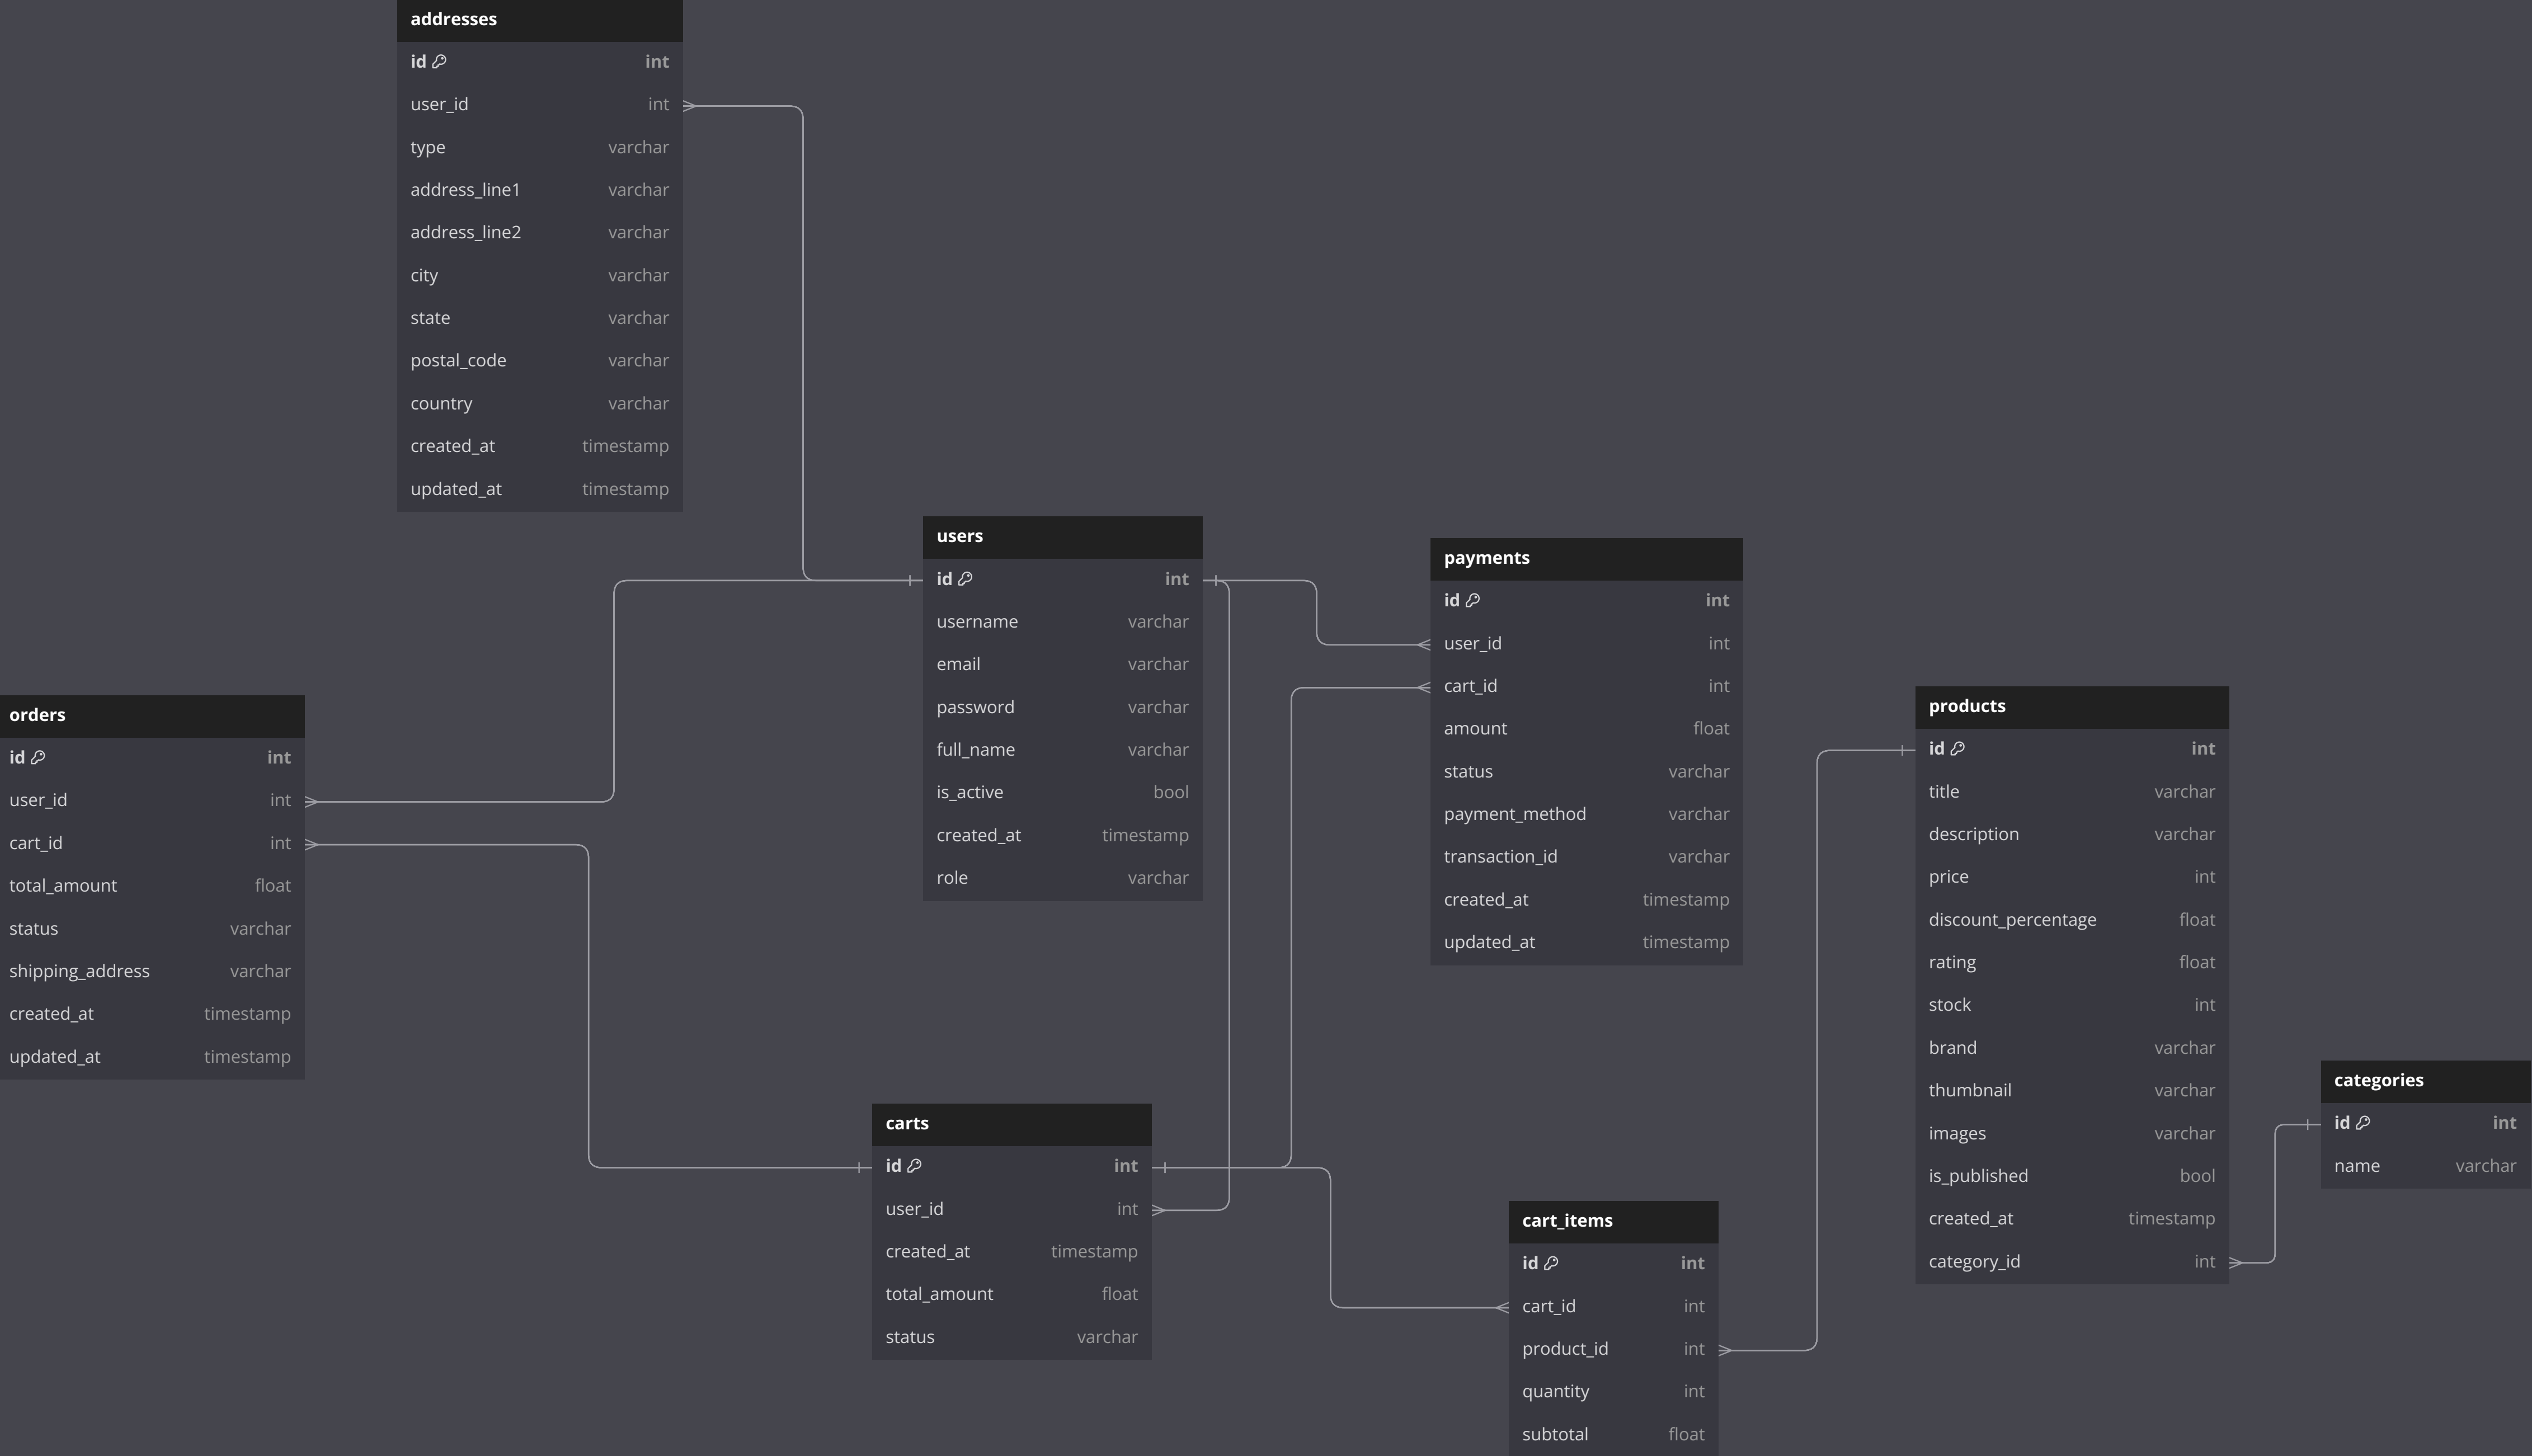 addresses
id int
user_id int
type varchar
address_line1 varchar
address_line2 varchar
city varchar
state varchar
postal_code varchar
country varchar
created_at timestamp
updated_at timestamp
users
id int
username varchar
email varchar
password varchar
full_name varchar
is_active bool
created_at timestamp
role varchar
payments
id int
user_id int
cart_id int
amount float
status varchar
payment_method varchar
transaction_id varchar
created_at timestamp
updated_at timestamp
orders
id int
user_id int
cart_id int
total_amount float
status varchar
shipping_address varchar
created_at timestamp
updated_at timestamp
products
id int
title varchar
description varchar
price int
discount_percentage float
rating float
stock int
brand varchar
thumbnail varchar
images varchar
is_published bool
created_at timestamp
category_id int
categories
id int
name varchar
carts
id int
user_id int
created_at timestamp
total_amount float
status varchar
cart_items
id int
cart_id int
product_id int
quantity int
subtotal float